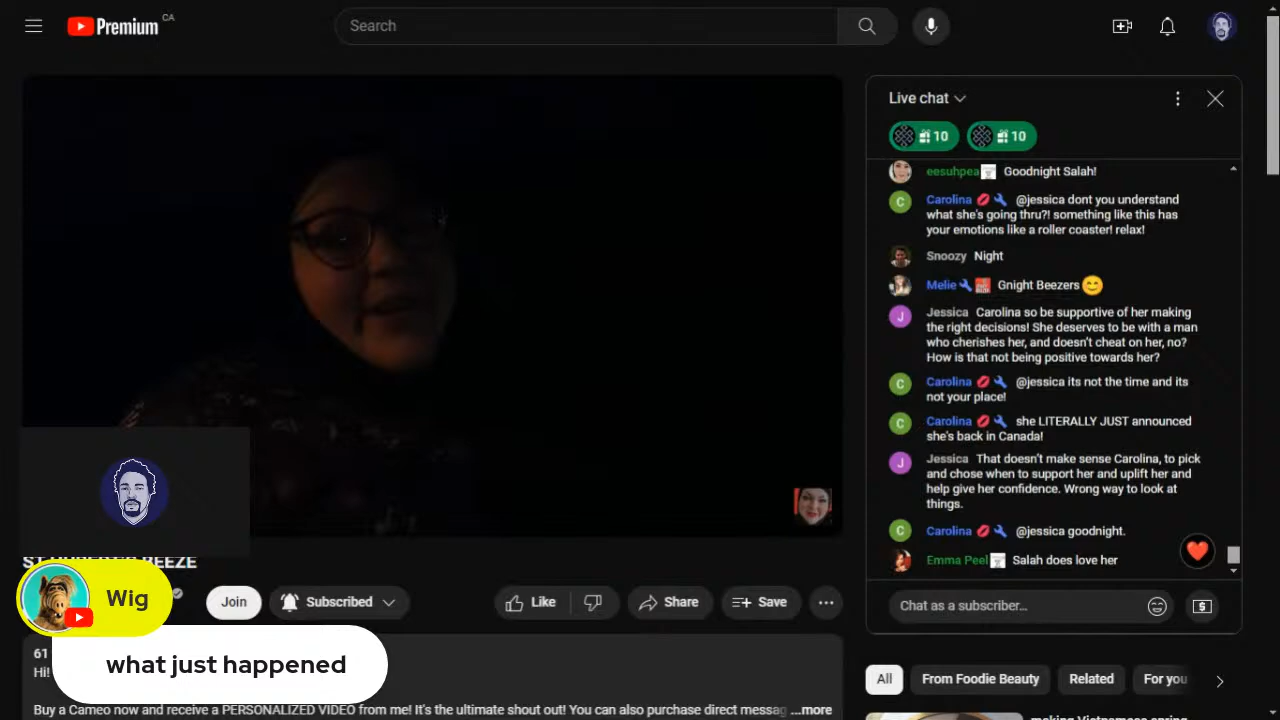 Premium CA
Search
Live chat
10
10
eesuhpea Goodnight Salah!
Carolina @jessica dont you understand
what she's going thru?! something like this has
your emotions like a roller coaster! relax!
Snoozy Night
Melie Gnight Beezers
J
Jessica Carolina so be supportive of her making
the right decisions! She deserves to be with a man
who cherishes her, and doesn't cheat on her, no?
How is that not being positive towards her?
C
Carolina @jessica its not the time and its
not your place!
C
Carolina she LITERALLY JUST announced
she's back in Canada!
J
Jessica That doesn't make sense Carolina, to pick
and chose when to support her and uplift her and
help give her confidence. Wrong way to look at
things.
C
Carolina @jessica goodnight.
Emma Peel Salah does love her
Chat as a subscriber...
Wig
what just happened
Join
Subscribed
Like
Share
Save
61
Hi!
Buy a Cameo now and receive a PERSONALIZED VIDEO from me! It's the ultimate shout out! You can also purchase direct messag ...more
All
From Foodie Beauty
Related
For you
making Vietnamese spring